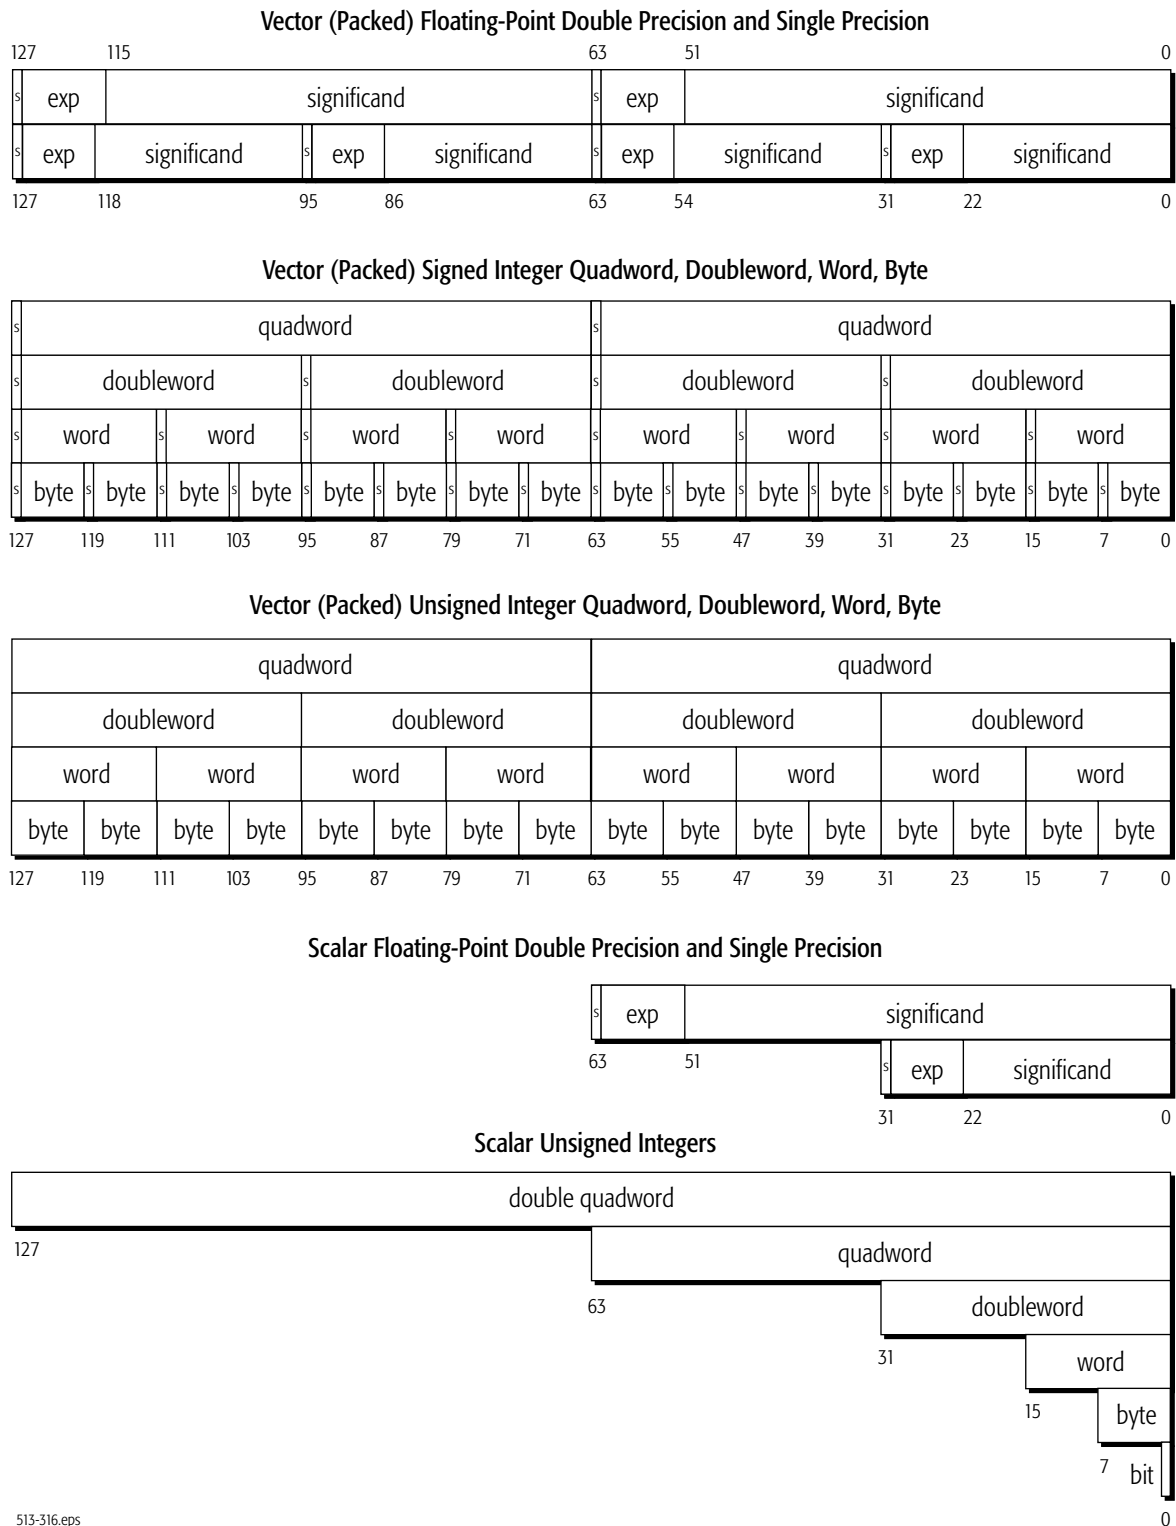 Vector (Packed) Floating-Point Double Precision and Single Precision
127 115 63 51 0
s exp significand s exp significand
s exp significand s exp significand s exp significand s exp significand
127 118 95 86 63 54 31 22 0
Vector (Packed) Signed Integer Quadword, Doubleword, Word, Byte
s quadword s quadword
s doubleword s doubleword s doubleword s doubleword
s word s word s word s word s word s word s word s word
s byte s byte s byte s byte s byte s byte s byte s byte s byte s byte s byte s byte s byte s byte s byte s byte
127 119 111 103 95 87 79 71 63 55 47 39 31 23 15 7 0
Vector (Packed) Unsigned Integer Quadword, Doubleword, Word, Byte
quadword quadword
doubleword doubleword doubleword doubleword
word word word word word word word word
byte byte byte byte byte byte byte byte byte byte byte byte byte byte byte byte
127 119 111 103 95 87 79 71 63 55 47 39 31 23 15 7 0
Scalar Floating-Point Double Precision and Single Precision
s exp significand
63 51
s exp significand
31 22 0
Scalar Unsigned Integers
double quadword
127
quadword
63
doubleword
31
word
15
byte
7
bit
513-316.eps
0